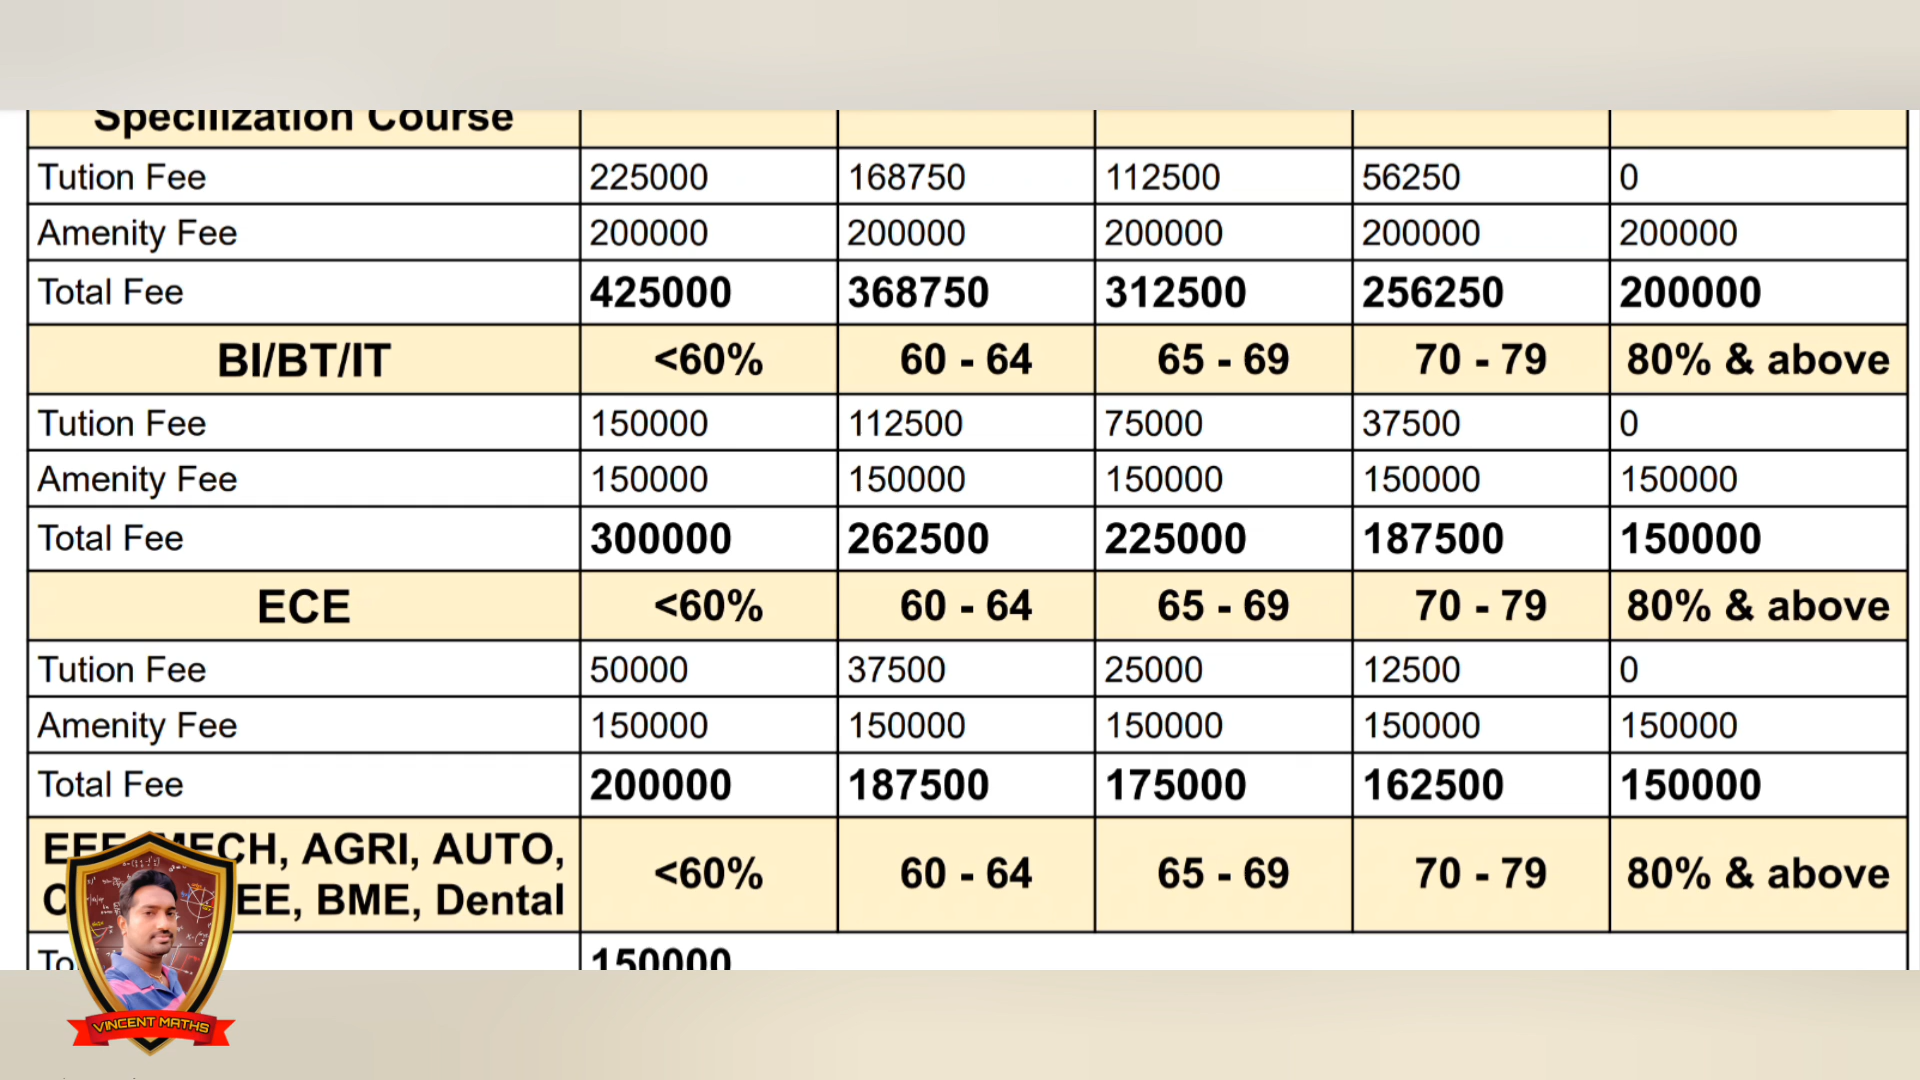 Specilization Course
Tution Fee 225000 168750 112500 56250 0
Amenity Fee 200000 200000 200000 200000 200000
Total Fee 425000 368750 312500 256250 200000
BI/BT/IT <60% 60 - 64 65 - 69 70 - 79 80% & above
Tution Fee 150000 112500 75000 37500 0
Amenity Fee 150000 150000 150000 150000 150000
Total Fee 300000 262500 225000 187500 150000
ECE <60% 60 - 64 65 - 69 70 - 79 80% & above
Tution Fee 50000 37500 25000 12500 0
Amenity Fee 150000 150000 150000 150000 150000
Total Fee 200000 187500 175000 162500 150000
EEE, MECH, AGRI, AUTO,
EE, BME, Dental <60% 60 - 64 65 - 69 70 - 79 80% & above
150000
VINCENT MATHS